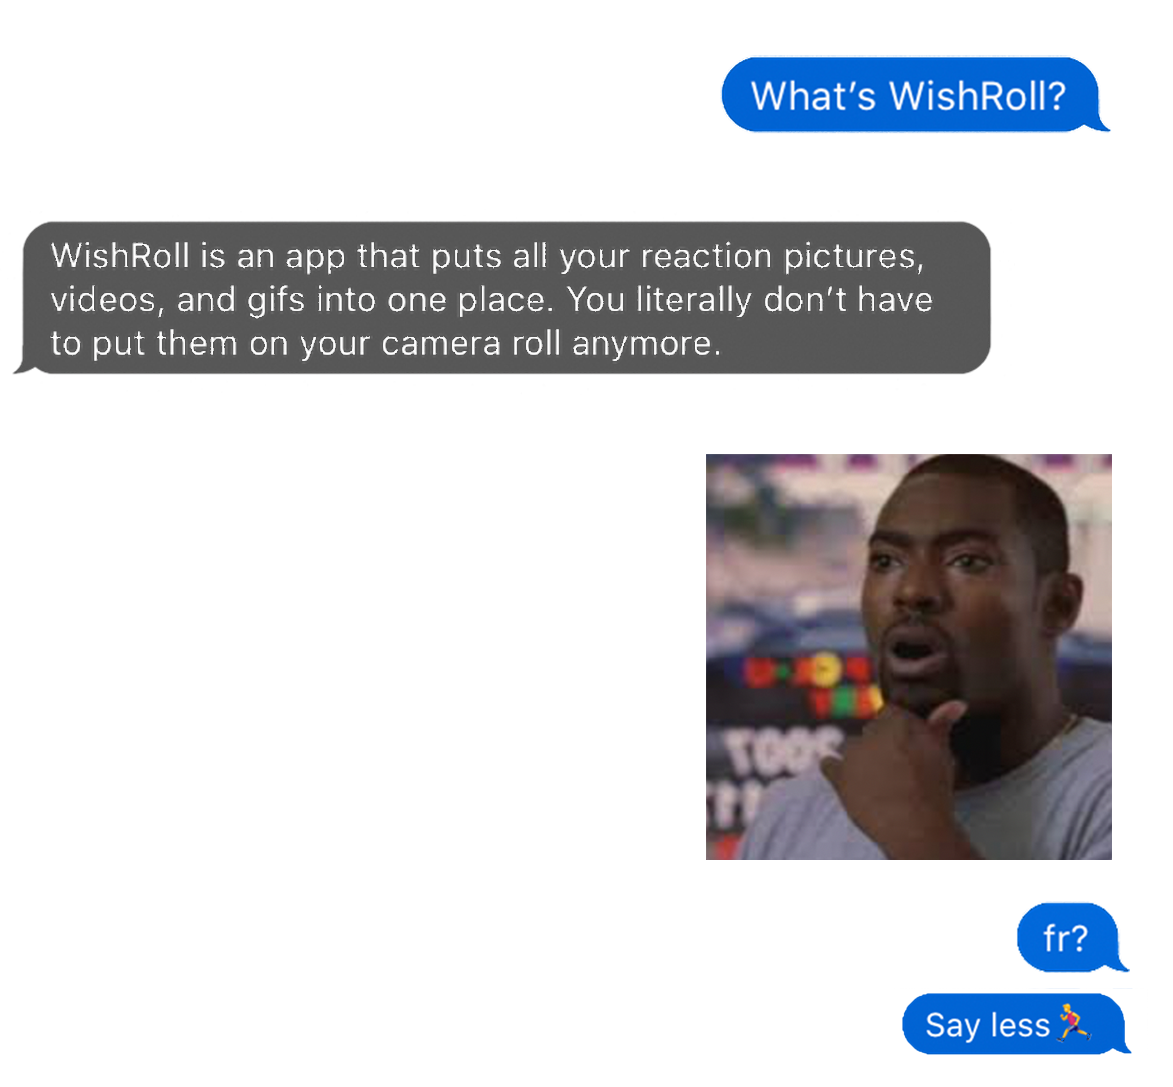 What’s WishRoll?
WishRoll is an app that puts all your reaction pictures,
videos, and gifs into one place. You literally don’t have
to put them on your camera roll anymore.
fr?
Say less🏃